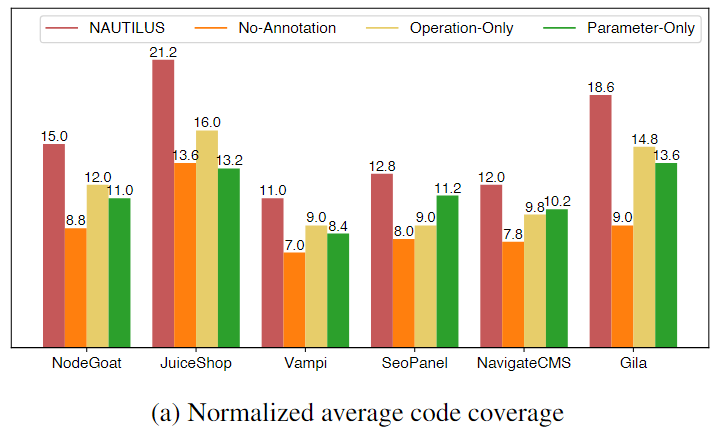 NAUTILUS No-Annotation Operation-Only Parameter-Only
15.0 8.8 12.0 11.0
21.2 13.6 16.0 13.2
11.0 7.0 9.0 8.4
12.8 8.0 9.0 11.2
12.0 7.8 9.8 10.2
18.6 9.0 14.8 13.6
NodeGoat JuiceShop Vampi SeoPanel NavigateCMS Gila
(a) Normalized average code coverage